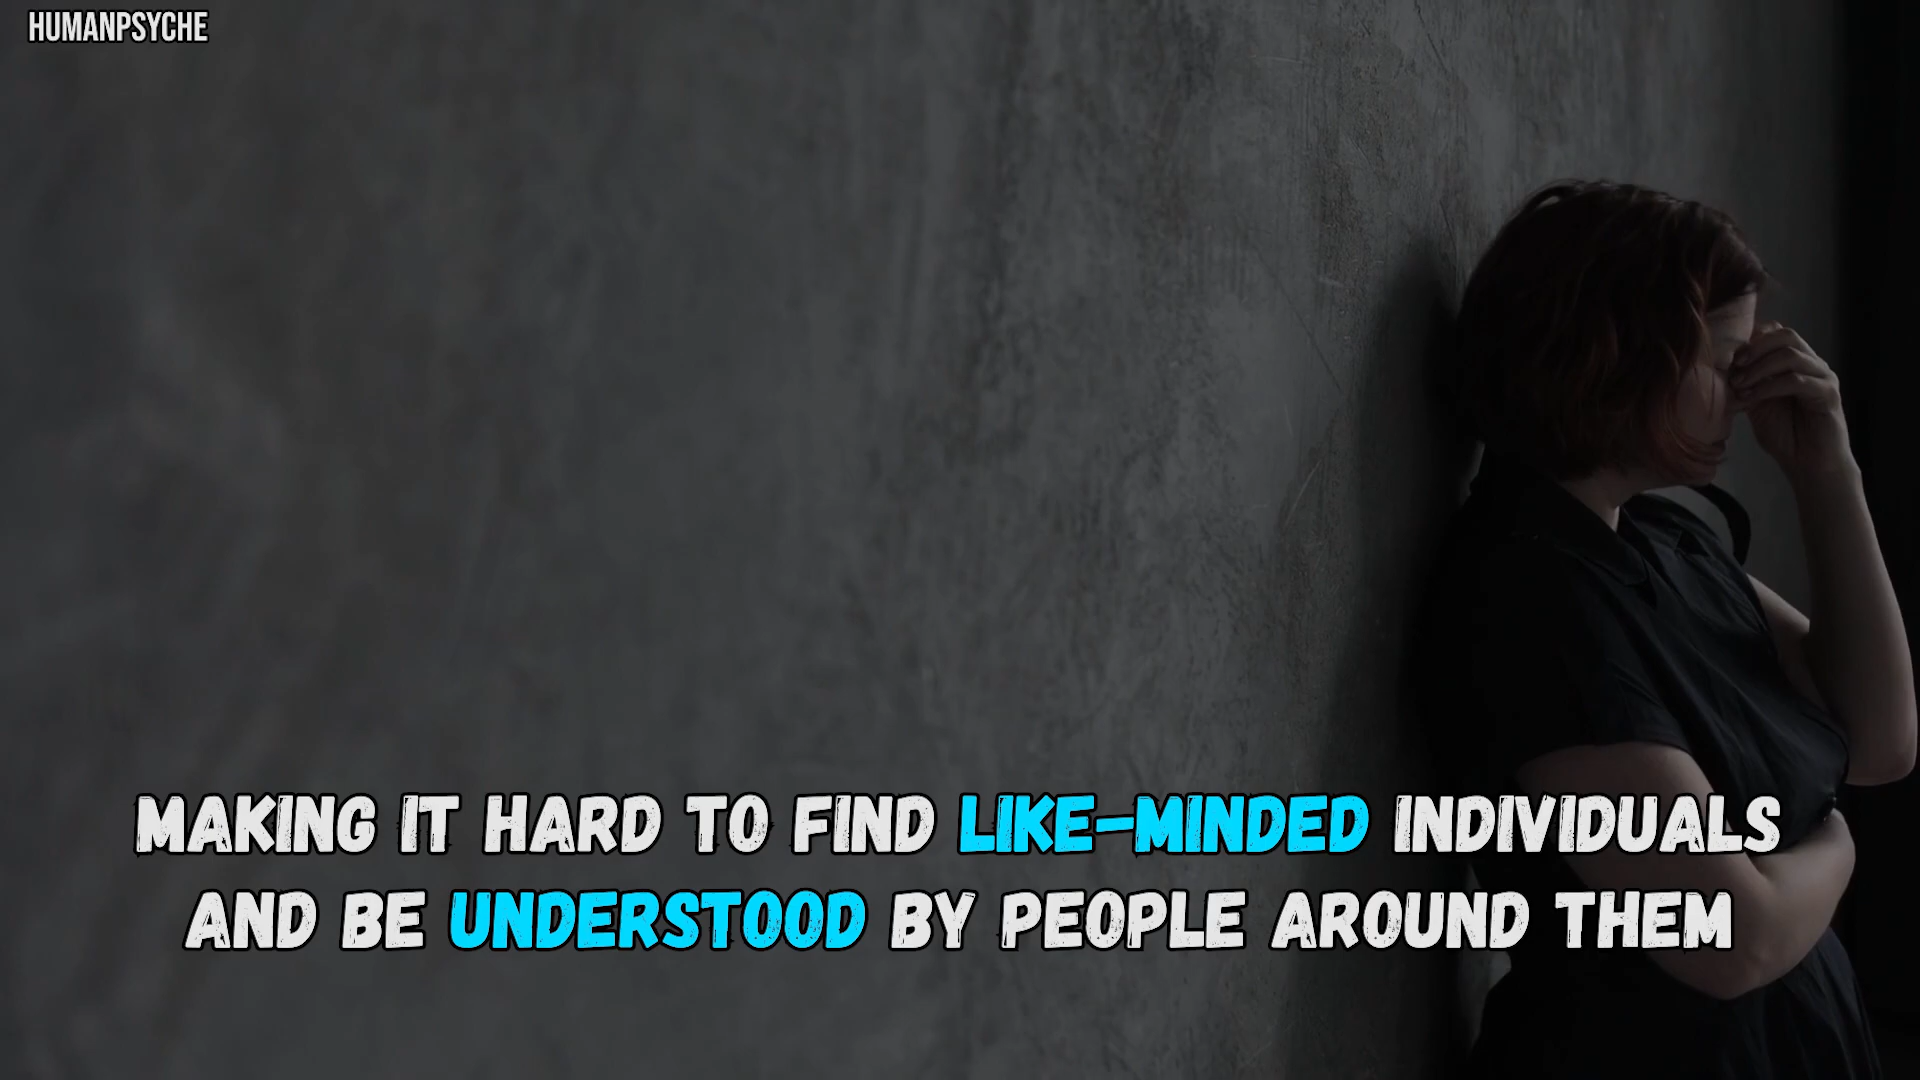 HUMANPSYCHE
MAKING IT HARD TO FIND LIKE-MINDED INDIVIDUALS
AND BE UNDERSTOOD BY PEOPLE AROUND THEM